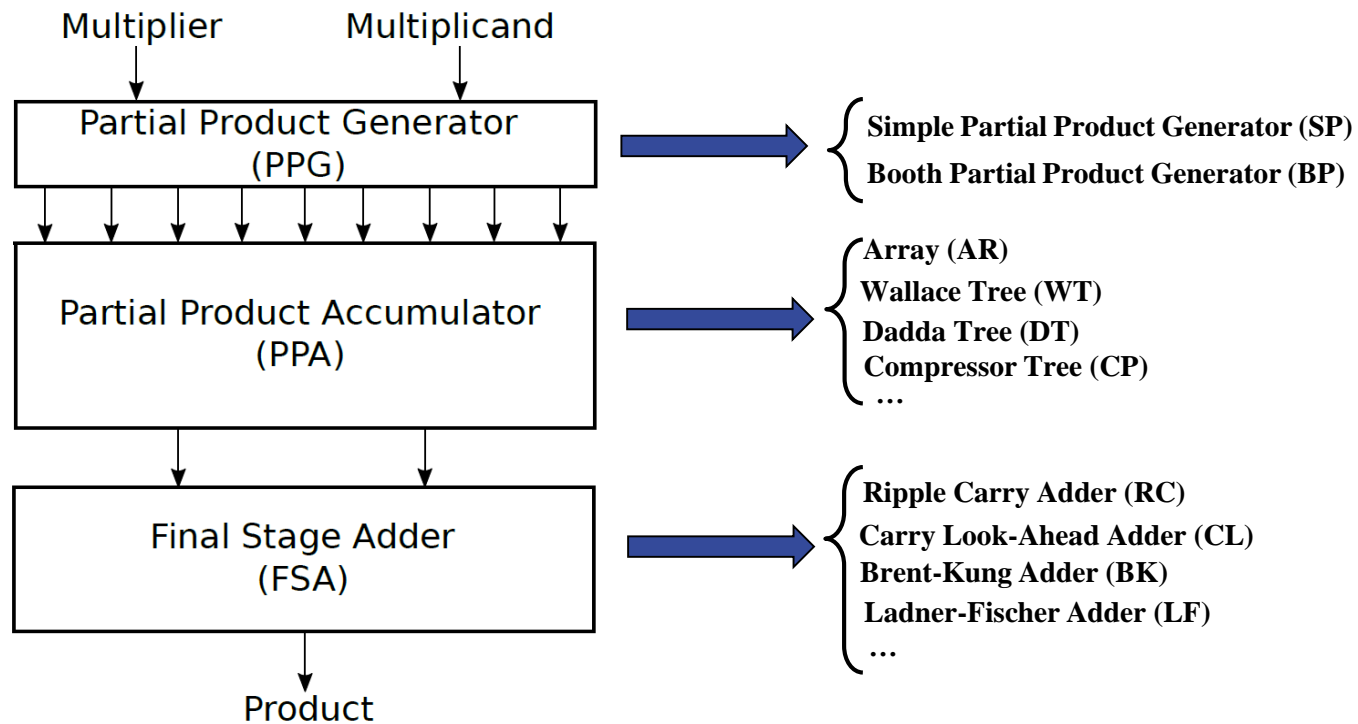 Multiplier
Multiplicand
Partial Product Generator
(PPG)
Simple Partial Product Generator (SP)
Booth Partial Product Generator (BP)
Partial Product Accumulator
(PPA)
Array (AR)
Wallace Tree (WT)
Dadda Tree (DT)
Compressor Tree (CP)
…
Final Stage Adder
(FSA)
Ripple Carry Adder (RC)
Carry Look-Ahead Adder (CL)
Brent-Kung Adder (BK)
Ladner-Fischer Adder (LF)
…
Product